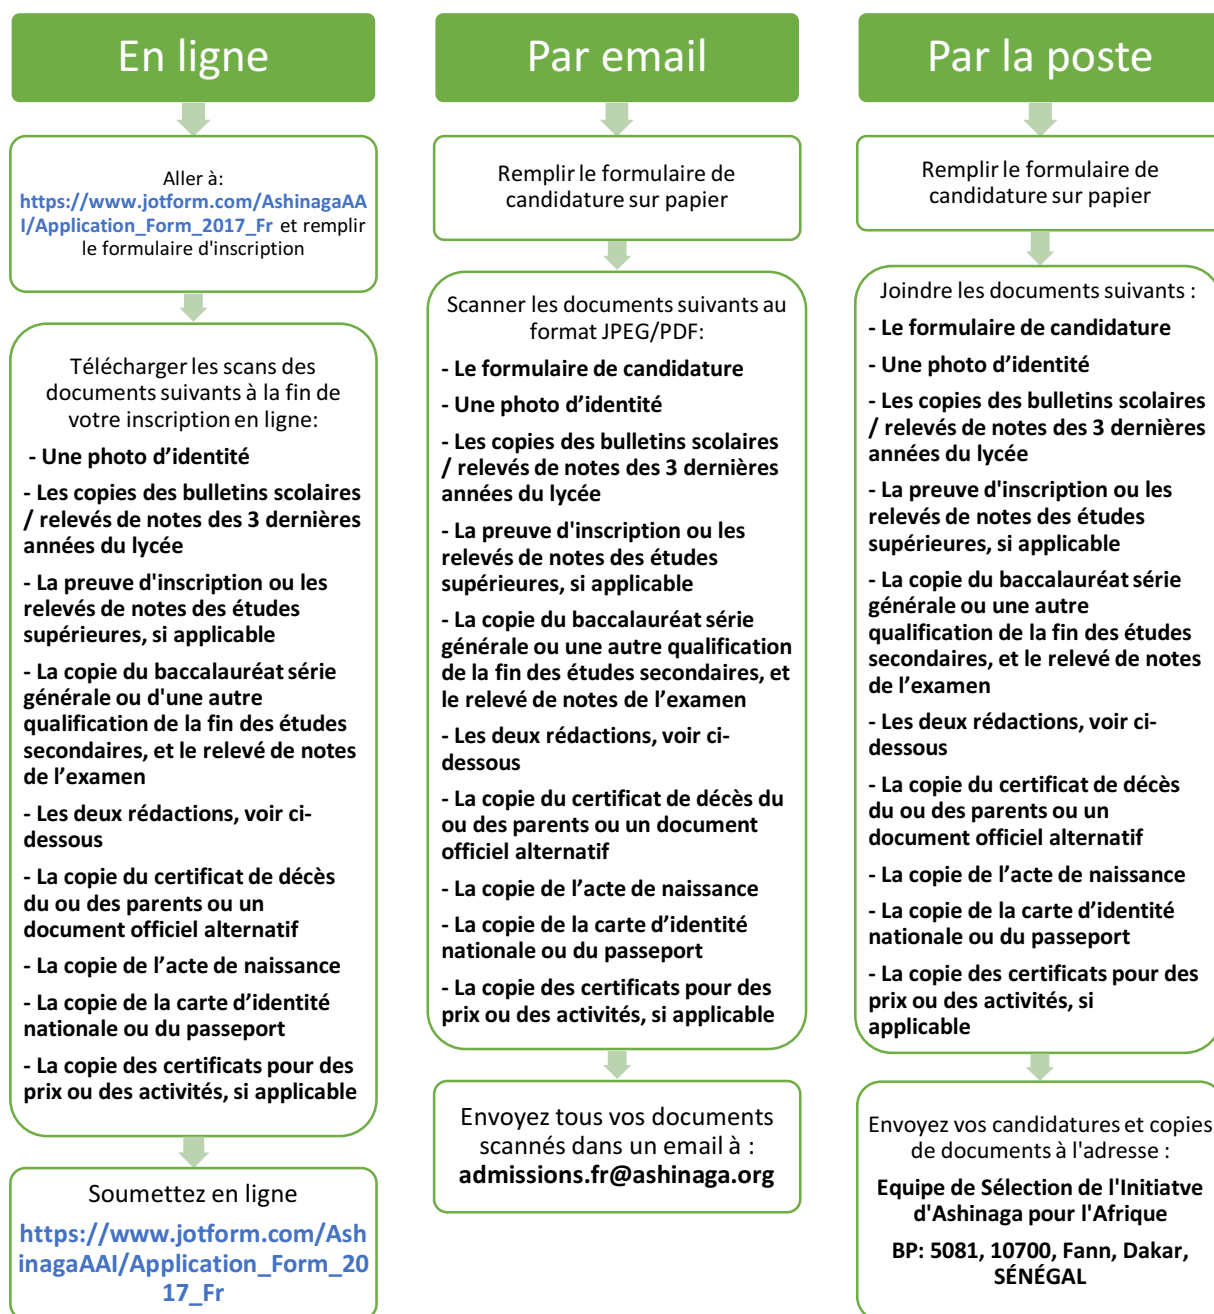 En ligne
Aller à:
https://www.jotform.com/AshinagaAA
I/Application_Form_2017_Fr et remplir
le formulaire d'inscription
Télécharger les scans des
documents suivants à la fin de
votre inscription en ligne:
- Une photo d’identité
- Les copies des bulletins scolaires
/ relevés de notes des 3 dernières
années du lycée
- La preuve d'inscription ou les
relevés de notes des études
supérieures, si applicable
- La copie du baccalauréat série
générale ou d'une autre
qualification de la fin des études
secondaires, et le relevé de notes
de l’examen
- Les deux rédactions, voir ci-
dessous
- La copie du certificat de décès
du ou des parents ou un
document officiel alternatif
- La copie de l’acte de naissance
- La copie de la carte d’identité
nationale ou du passeport
- La copie des certificats pour des
prix ou des activités, si applicable
Soumettez en ligne
https://www.jotform.com/Ash
inagaAAI/Application_Form_20
17_Fr
Par email
Remplir le formulaire de
candidature sur papier
Scanner les documents suivants au
format JPEG/PDF:
- Le formulaire de candidature
- Une photo d’identité
- Les copies des bulletins scolaires
/ relevés de notes des 3 dernières
années du lycée
- La preuve d'inscription ou les
relevés de notes des études
supérieures, si applicable
- La copie du baccalauréat série
générale ou une autre qualification
de la fin des études secondaires, et
le relevé de notes de l’examen
- Les deux rédactions, voir ci-
dessous
- La copie du certificat de décès du
ou des parents ou un document
officiel alternatif
- La copie de l’acte de naissance
- La copie de la carte d’identité
nationale ou du passeport
- La copie des certificats pour des
prix ou des activités, si applicable
Envoyez tous vos documents
scannés dans un email à :
admissions.fr@ashinaga.org
Par la poste
Remplir le formulaire de
candidature sur papier
Joindre les documents suivants :
- Le formulaire de candidature
- Une photo d’identité
- Les copies des bulletins scolaires
/ relevés de notes des 3 dernières
années du lycée
- La preuve d'inscription ou les
relevés de notes des études
supérieures, si applicable
- La copie du baccalauréat série
générale ou une autre
qualification de la fin des études
secondaires, et le relevé de notes
de l’examen
- Les deux rédactions, voir ci-
dessous
- La copie du certificat de décès
du ou des parents ou un
document officiel alternatif
- La copie de l’acte de naissance
- La copie de la carte d’identité
nationale ou du passeport
- La copie des certificats pour des
prix ou des activités, si
applicable
Envoyez vos candidatures et copies
de documents à l'adresse :
Equipe de Sélection de l'Initiatve
d'Ashinaga pour l'Afrique
BP: 5081, 10700, Fann, Dakar,
SÉNÉGAL